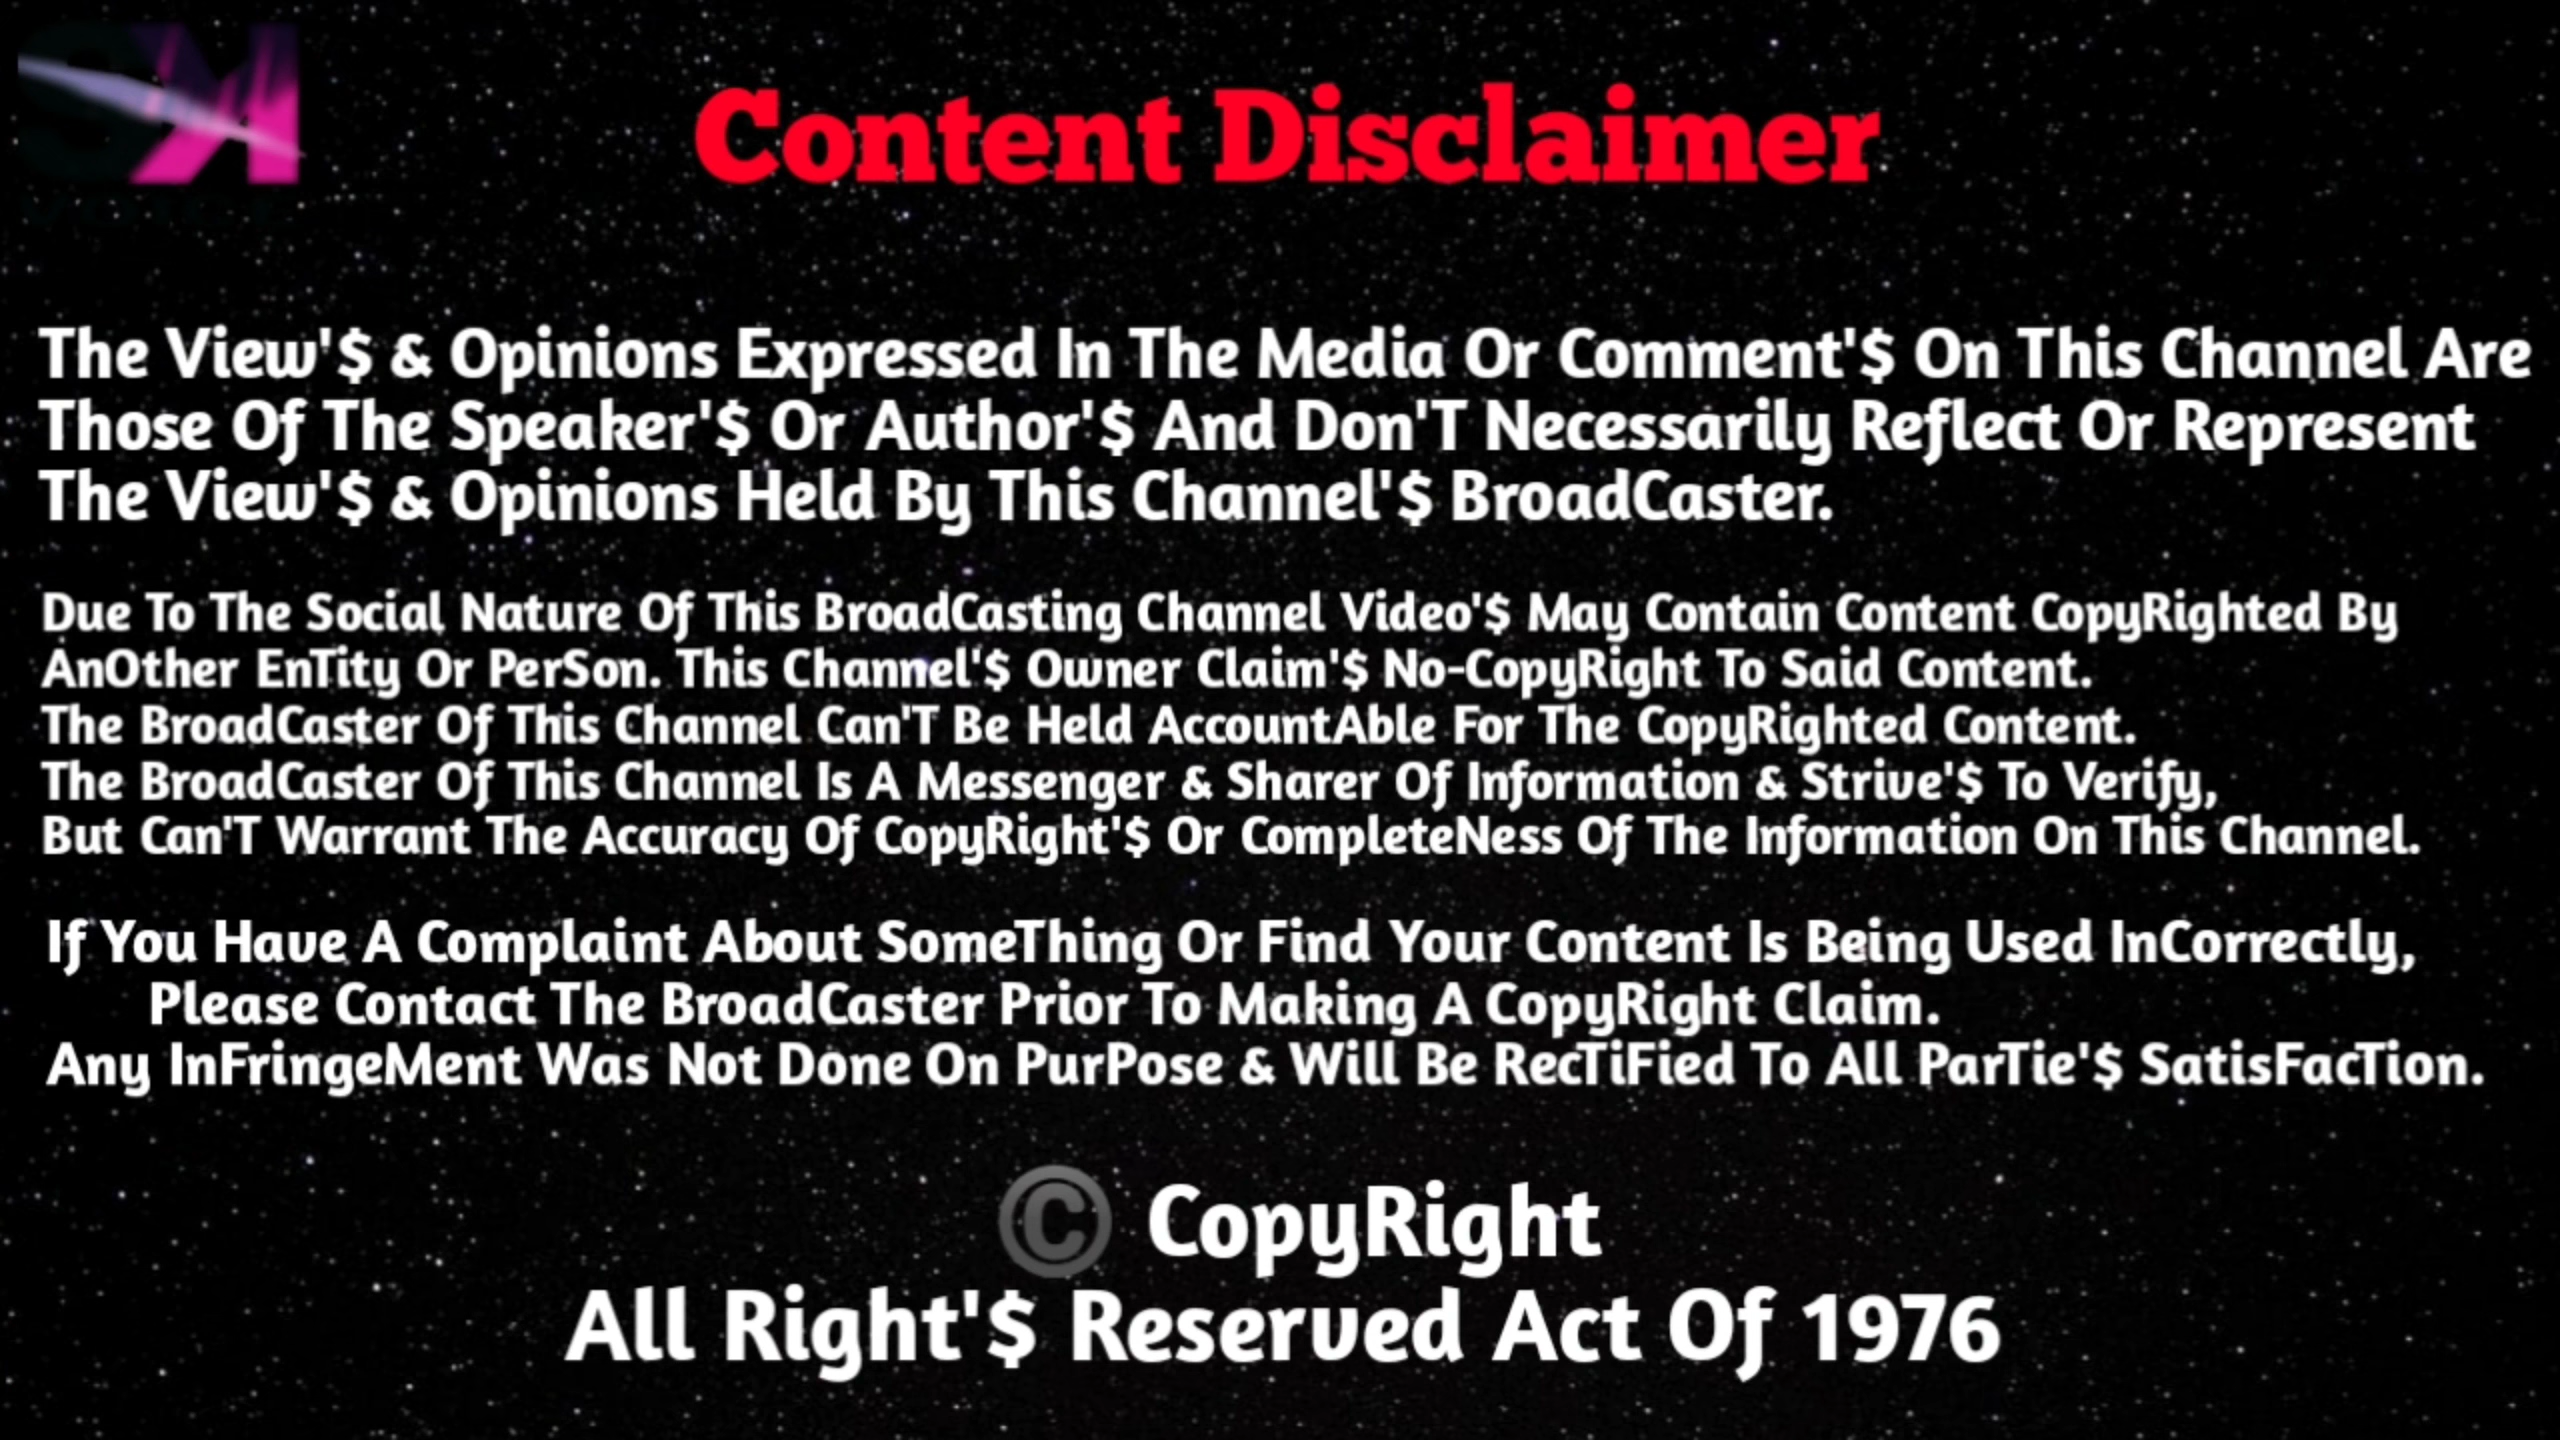 SK
Content Disclaimer
The View'$ & Opinions Expressed In The Media Or Comment'$ On This Channel Are
Those Of The Speaker'$ Or Author'$ And Don'T Necessarily Reflect Or Represent
The View'$ & Opinions Held By This Channel'$ BroadCaster.
Due To The Social Nature Of This BroadCasting Channel Video'$ May Contain Content CopyRighted By
AnOther EnTity Or PerSon. This Channel'$ Owner Claim'$ No-CopyRight To Said Content.
The BroadCaster Of This Channel Can'T Be Held AccountAble For The CopyRighted Content.
The BroadCaster Of This Channel Is A Messenger & Sharer Of Information & Strive'$ To Verify,
But Can'T Warrant The Accuracy Of CopyRight'$ Or CompleteNess Of The Information On This Channel.
If You Have A Complaint About SomeThing Or Find Your Content Is Being Used InCorrectly,
Please Contact The BroadCaster Prior To Making A CopyRight Claim.
Any InFringeMent Was Not Done On PurPose & Will Be RecTiFied To All ParTie'$ SatisFacTion.
© CopyRight
All Right'$ Reserved Act Of 1976